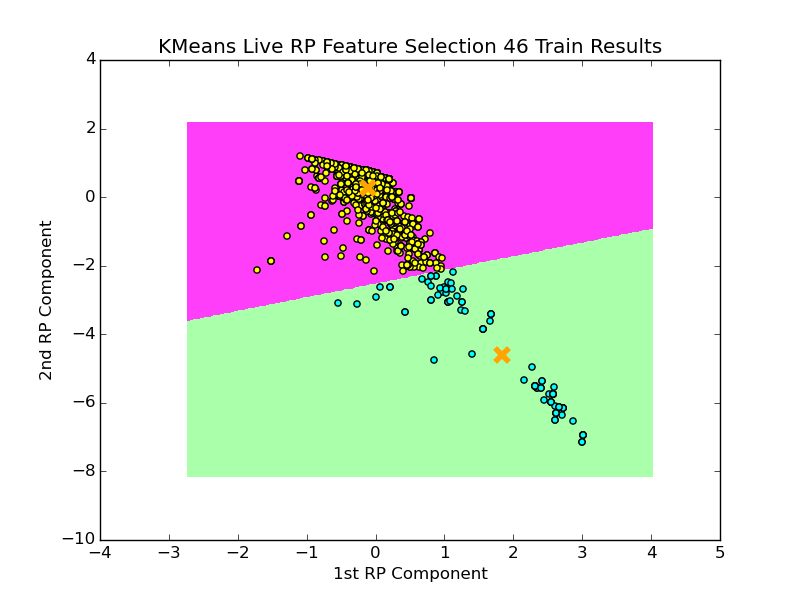 KMeans Live RP Feature Selection 46 Train Results
4
2
0
−2
−4
−6
−8
−10
2nd RP Component
−4 −3 −2 −1 0 1 2 3 4 5
1st RP Component